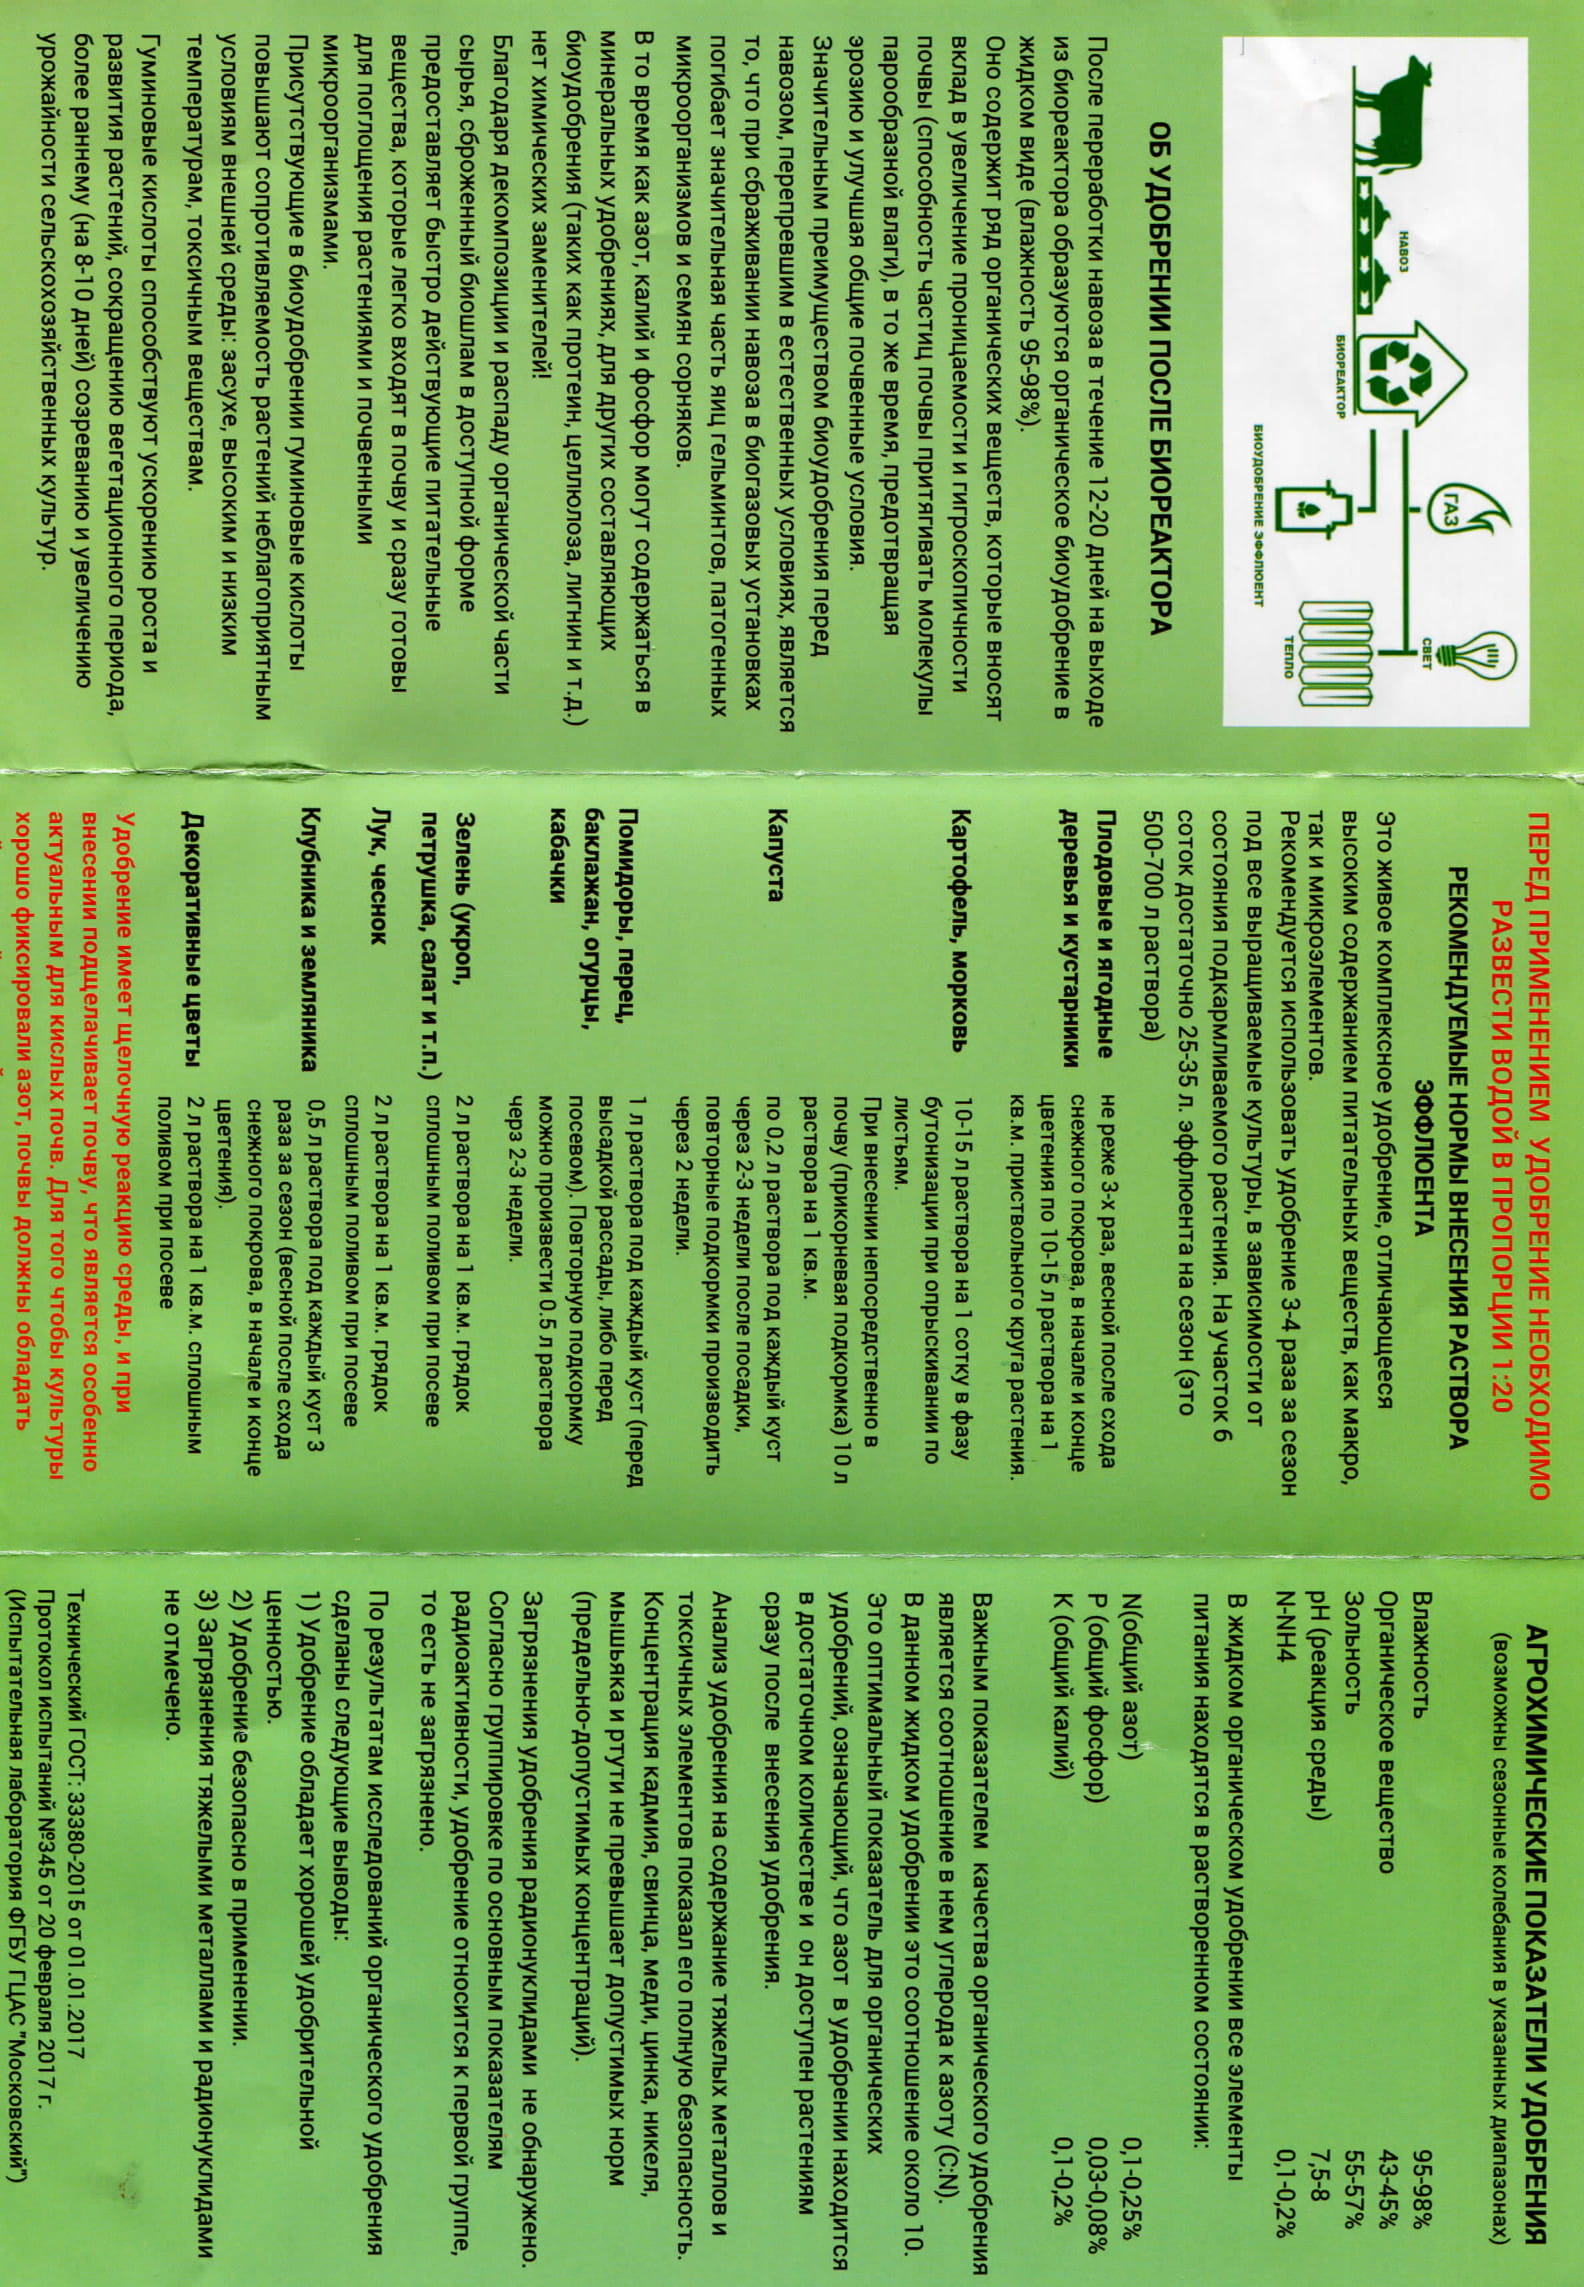 НАВОЗ
БИОРЕАКТОР
ГАЗ
СВЕТ
ТЕПЛО
БИОУДОБРЕНИЕ ЭФФЛЮЕНТ
ОБ УДОБРЕНИИ ПОСЛЕ БИОРЕАКТОРА
После переработки навоза в течение 12-20 дней на выходе
из биореактора образуются органическое биоудобрение в
жидком виде (влажность 95-98%).
Оно содержит ряд органических веществ, которые вносят
вклад в увеличение проницаемости и гигроскопичности
почвы (способность частиц почвы притягивать молекулы
парообразной влаги), в то же время, предотвращая
эрозию и улучшая общие почвенные условия.
Значительным преимуществом биоудобрения перед
навозом, перепревшим в естественных условиях, является
то, что при сбраживании навоза в биогазовых установках
погибает значительная часть яиц гельминтов, патогенных
микроорганизмов и семян сорняков.
В то время как азот, калий и фосфор могут содержаться в
минеральных удобрениях, для других составляющих
биоудобрения (таких как протеин, целлюлоза, лигнин и т.д.)
нет химических заменителей!
Благодаря декомпозиции и распаду органической части
сырья, сброженный биошлам в доступной форме
предоставляет быстро действующие питательные
вещества, которые легко входят в почву и сразу готовы
для поглощения растениями и почвенными
микроорганизмами.
Присутствующие в биоудобрении гуминовые кислоты
повышают сопротивляемость растений неблагоприятным
условиям внешней среды: засухе, высоким и низким
температурам, токсичным веществам.
Гуминовые кислоты способствуют ускорению роста и
развития растений, сокращению вегетационного периода,
более раннему (на 8-10 дней) созреванию и увеличению
урожайности сельскохозяйственных культур.
ПЕРЕД ПРИМЕНЕНИЕМ УДОБРЕНИЕ НЕОБХОДИМО
РАЗВЕСТИ ВОДОЙ В ПРОПОРЦИИ 1:20
РЕКОМЕНДУЕМЫЕ НОРМЫ ВНЕСЕНИЯ РАСТВОРА
ЭФФЛЮЕНТА
Это живое комплексное удобрение, отличающееся
высоким содержанием питательных веществ, как макро,
так и микроэлементов.
Рекомендуется использовать удобрение 3-4 раза за сезон
под все выращиваемые культуры, в зависимости от
состояния подкармливаемого растения. На участок 6
соток достаточно 25-35 л. эффлюента на сезон (это
500-700 л раствора)
Плодовые и ягодные
деревья и кустарники
не реже 3-х раз, весной после схода
снежного покрова, в начале и конце
цветения по 10-15 л раствора на 1
кв.м. приствольного круга растения.
Картофель, морковь
10-15 л раствора на 1 сотку в фазу
бутонизации при опрыскивании по
листьям.
При внесении непосредственно в
почву (прикорневая подкормка) 10 л
раствора на 1 кв.м.
Капуста
по 0,2 л раствора под каждый куст
через 2-3 недели после посадки,
повторные подкормки производить
через 2 недели.
Помидоры, перец,
баклажан, огурцы,
кабачки
1 л раствора под каждый куст (перед
высадкой рассады, либо перед
посевом). Повторную подкормку
можно произвести 0.5 л раствора
черз 2-3 недели.
Зелень (укроп,
петрушка, салат и т.п.)
2 л раствора на 1 кв.м. грядок
сплошным поливом при посеве
Лук, чеснок
2 л раствора на 1 кв.м. грядок
сплошным поливом при посеве
Клубника и земляника
0,5 л раствора под каждый куст 3
раза за сезон (весной после схода
снежного покрова, в начале и конце
цветения).
Декоративные цветы
2 л раствора на 1 кв.м. сплошным
поливом при посеве
Удобрение имеет щелочную реакцию среды, и при
внесении подщелачивает почву, что является особенно
актуальным для кислых почв. Для того чтобы культуры
хорошо фиксировали азот, почвы должны обладать
АГРОХИМИЧЕСКИЕ ПОКАЗАТЕЛИ УДОБРЕНИЯ
(возможны сезонные колебания в указанных диапазонах)
Влажность 95-98%
Органическое вещество 43-45%
Зольность 55-57%
pH (реакция среды) 7,5-8
N-NH4 0,1-0,2%
В жидком органическом удобрении все элементы
питания находятся в растворенном состоянии:
N(общий азот) 0,1-0,25%
P (общий фосфор) 0,03-0,08%
K (общий калий) 0,1-0,2%
Важным показателем качества органического удобрения
является соотношение в нем углерода к азоту (C:N).
В данном жидком удобрении это соотношение около 10.
Это оптимальный показатель для органических
удобрений, означающий, что азот в удобрении находится
в достаточном количестве и он доступен растениям
сразу после внесения удобрения.
Анализ удобрения на содержание тяжелых металлов и
токсичных элементов показал его полную безопасность.
Концентрация кадмия, свинца, меди, цинка, никеля,
мышьяка и ртути не превышает допустимых норм
(предельно-допустимых концентраций).
Загрязнения удобрения радионуклидами не обнаружено.
Согласно группировке по основным показателям
радиоактивности, удобрение относится к первой группе,
то есть не загрязнено.
По результатам исследований органического удобрения
сделаны следующие выводы:
1) Удобрение обладает хорошей удобрительной
ценностью.
2) Удобрение безопасно в применении.
3) Загрязнения тяжелыми металлами и радионуклидами
не отмечено.
Технический ГОСТ: 33380-2015 от 01.01.2017
Протокол испытаний №345 от 20 февраля 2017 г.
(Испытательная лаборатория ФГБУ ГЦАС "Московский")